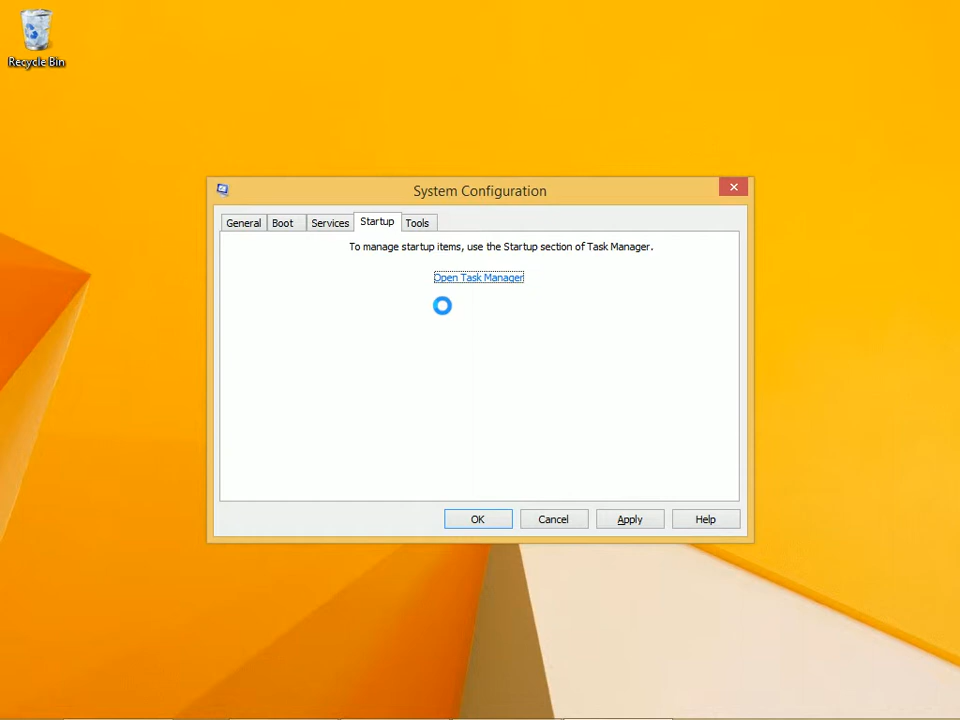 Recycle Bin
System Configuration
General Boot Services Startup Tools
To manage startup items, use the Startup section of Task Manager.
Open Task Manager
OK Cancel Apply Help